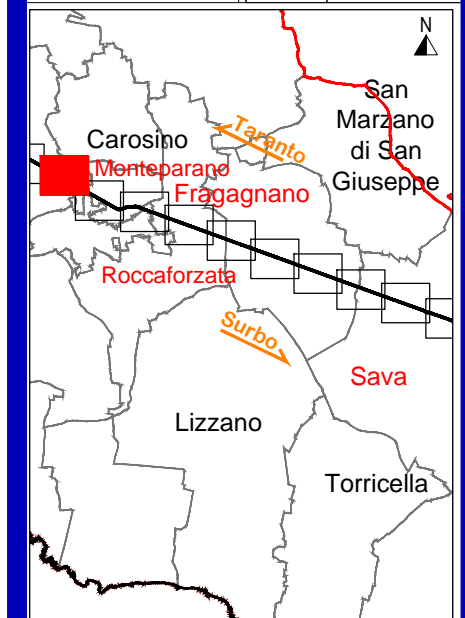 N
San
Marzano
di San
Giuseppe
Taranto
Carosino
Monteparano
Fragagnano
Roccaforzata
Surbo
Sava
Lizzano
Torricella